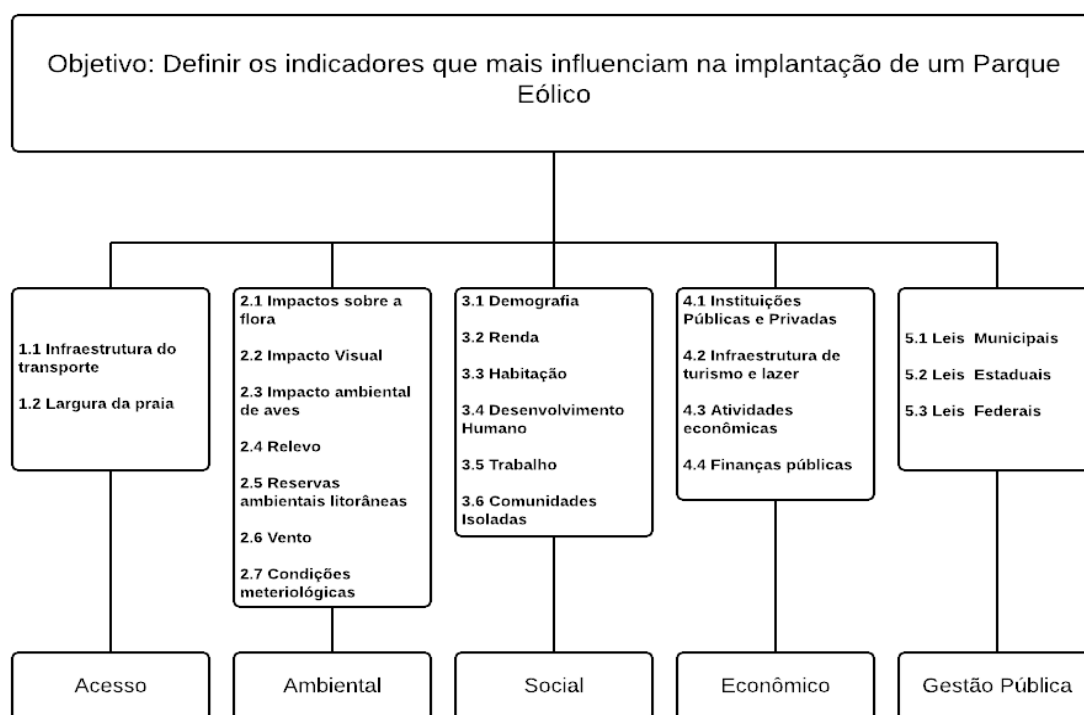 Objetivo: Definir os indicadores que mais influenciam na implantação de um Parque
Eólico
1.1 Infraestrutura do
transporte
1.2 Largura da praia
2.1 Impactos sobre a
flora
2.2 Impacto Visual
2.3 Impacto ambiental
de aves
2.4 Relevo
2.5 Reservas
ambientais litorâneas
2.6 Vento
2.7 Condições
meteriológicas
3.1 Demografia
3.2 Renda
3.3 Habitação
3.4 Desenvolvimento
Humano
3.5 Trabalho
3.6 Comunidades
Isoladas
4.1 Instituições
Públicas e Privadas
4.2 Infraestrutura de
turismo e lazer
4.3 Atividades
econômicas
4.4 Finanças públicas
5.1 Leis Municipais
5.2 Leis Estaduais
5.3 Leis Federais
Acesso
Ambiental
Social
Econômico
Gestão Pública